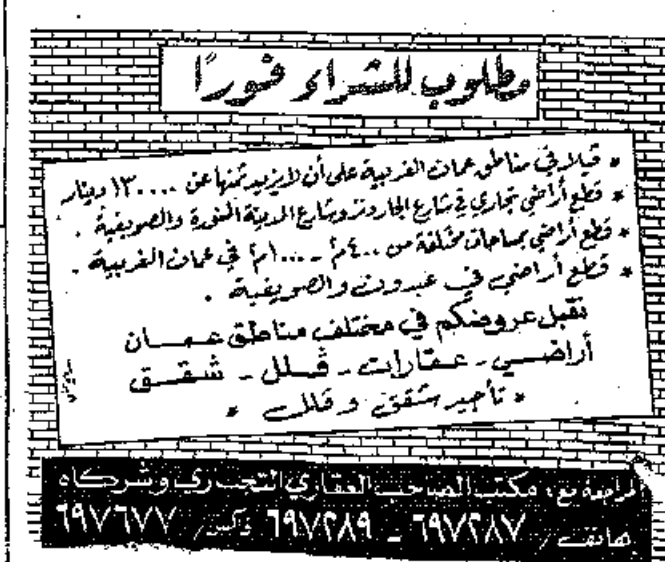 مطلوب للشراء فورًا
* فيلا في مناطق عمان الغربية على أن لا يزيد ثمنها عن ١٣٠٠٠٠ دينار
* قطع أراضي تجاري في شارع الجاردنز وشارع المدينة المنورة والصويفية .
* قطع أراضي بمساحات مختلفة من ٤٠٠م - ١٠٠٠م في عمان الغربية .
* قطع أراضي في عبدون والصويفية .
نقبل عروضكم في مختلف مناطق عمان
أراضي - عقارات - فلل - شقق
* تأجير شقق وفلل *
المراجعة مع : مكتب الصاحب العقاري التجاري وشركاه
هاتف / ٦٩٧٢٨٧ - ٦٩٧٢٨٩ فاكس / ٦٩٧٦٧٧